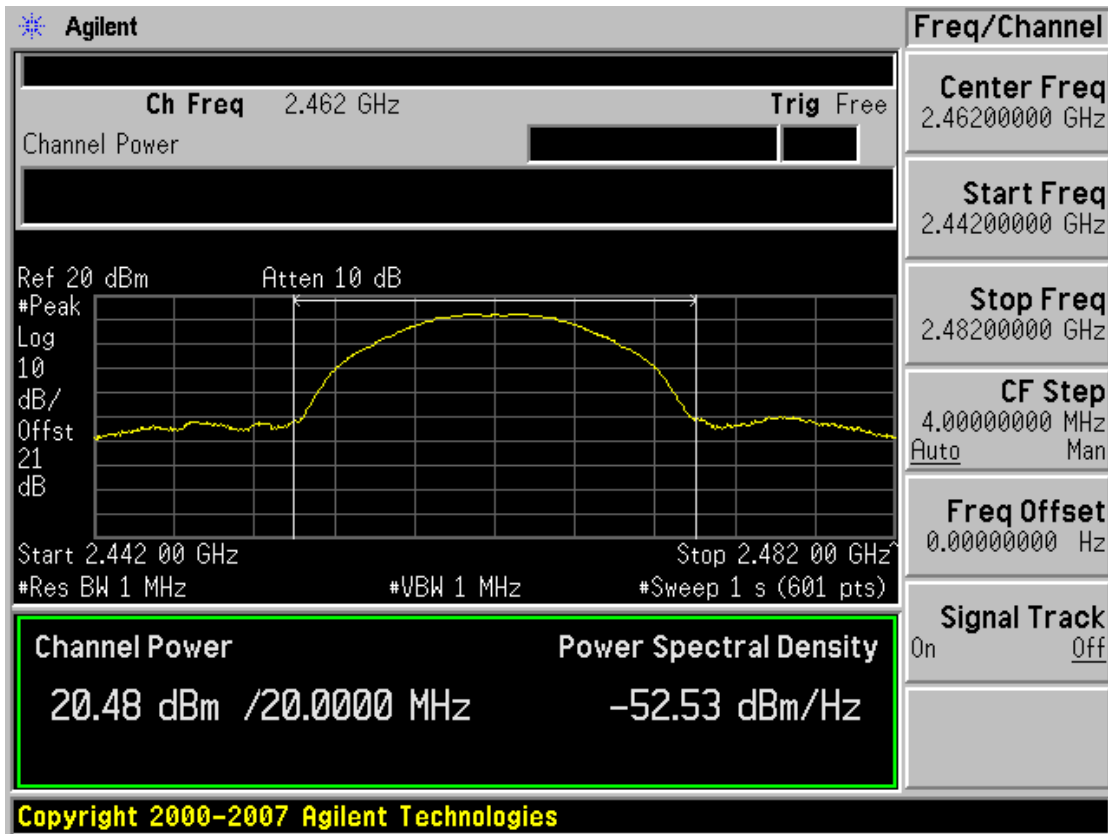 Agilent
Ch Freq 2.462 GHz Trig Free
Channel Power
Ref 20 dBm Atten 10 dB
#Peak
Log
10
dB/
Offst
21
dB
Start 2.442 00 GHz Stop 2.482 00 GHz^
#Res BW 1 MHz #VBW 1 MHz #Sweep 1 s (601 pts)
Channel Power Power Spectral Density
20.48 dBm /20.0000 MHz -52.53 dBm/Hz
Copyright 2000-2007 Agilent Technologies
Freq/Channel
Center Freq
2.46200000 GHz
Start Freq
2.44200000 GHz
Stop Freq
2.48200000 GHz
CF Step
4.00000000 MHz
Auto Man
Freq Offset
0.00000000 Hz
Signal Track
On Off